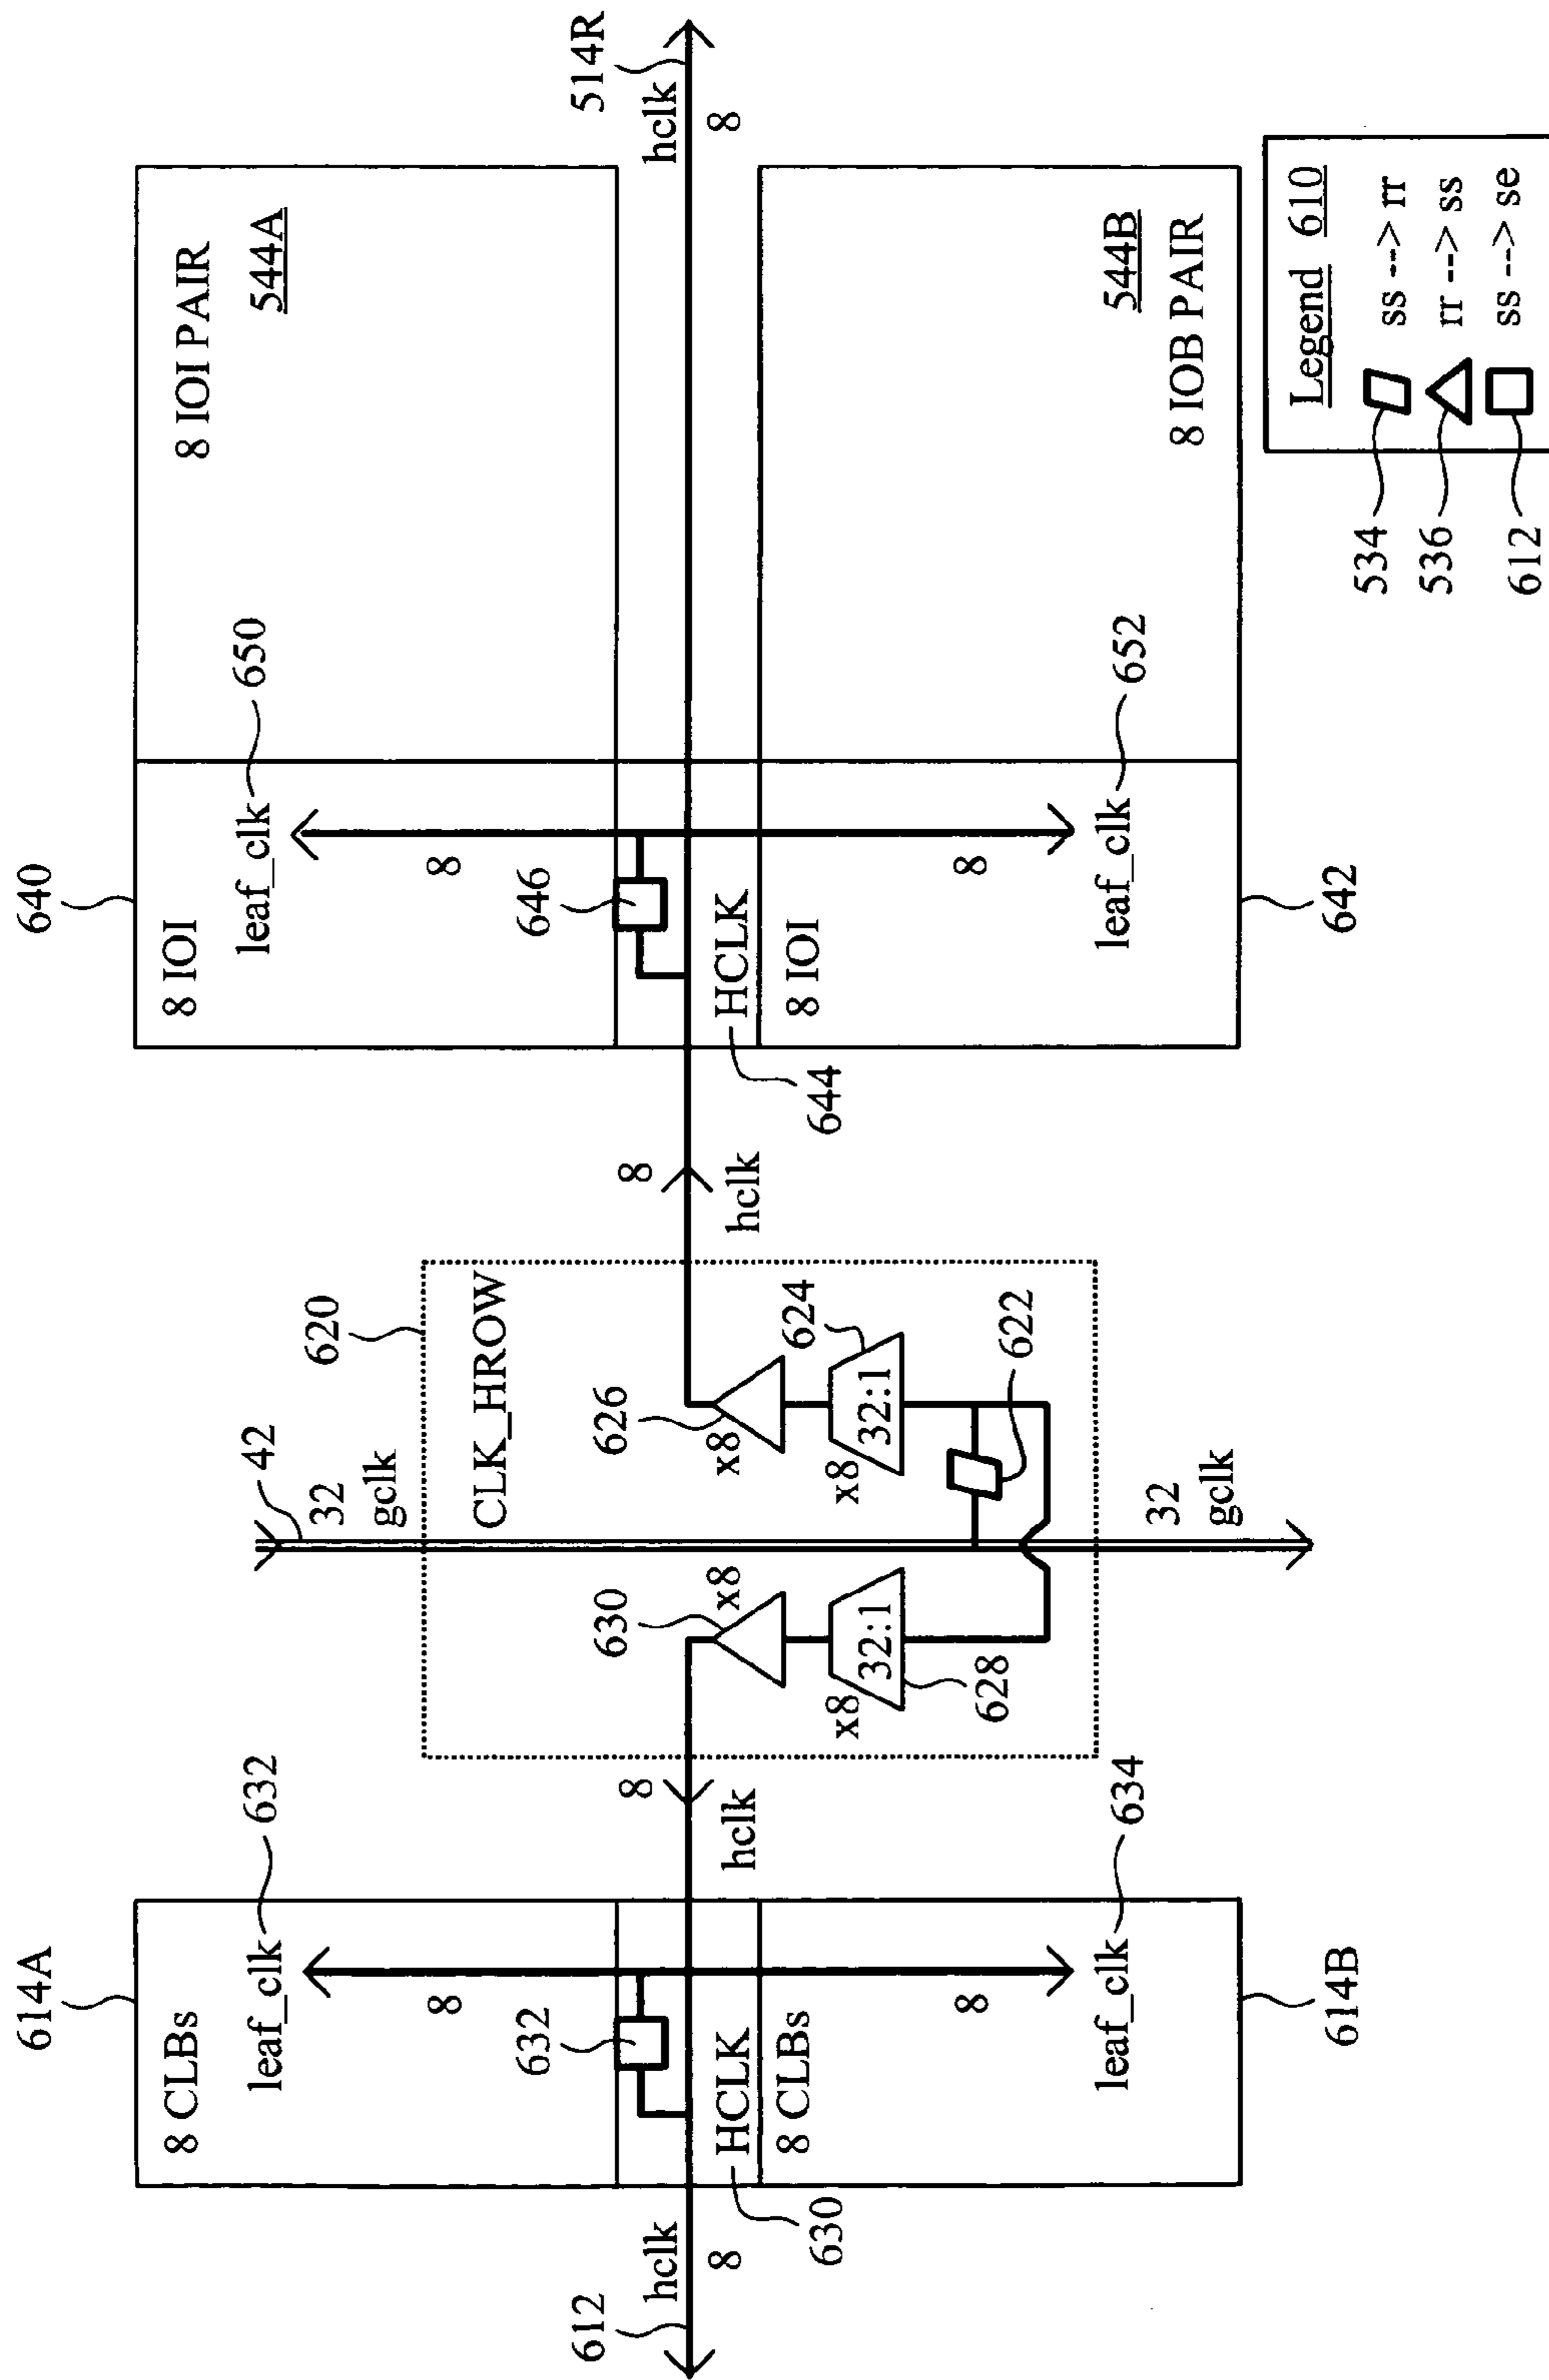 614A
632
8 CLBs
leaf_clk
8
632
612
hclk
8
HCLK
630
8 CLBs
8
leaf_clk
634
614B
8
hclk
42
32
gclk
620
CLK_HROW
630
x8
626
x8
x8
32:1
628
x8
32:1
624
622
32
gclk
8
hclk
640
8 IOI
leaf_clk
650
8
646
HCLK
644
8 IOI
8
leaf_clk
652
642
8 IOI PAIR
544A
514R
hclk
8
544B
8 IOB PAIR
Legend 610
534 ss --> rr
536 rr --> ss
612 ss --> se